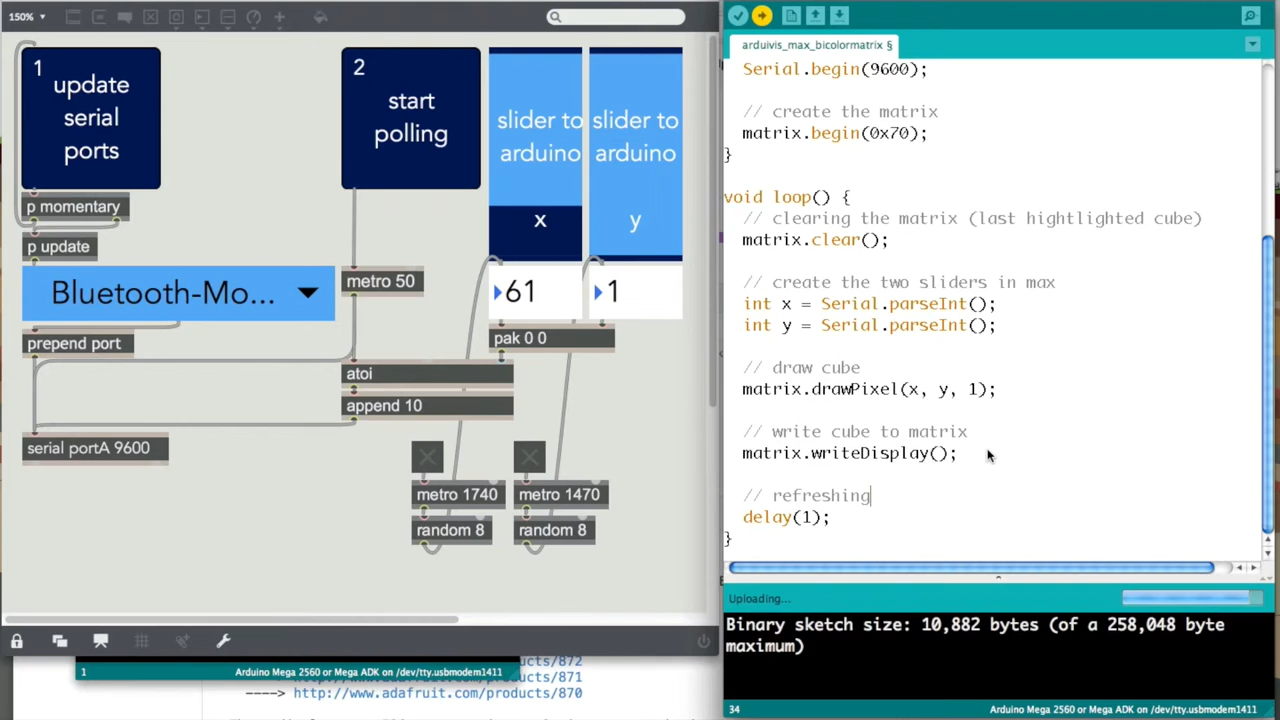 150%
1
update
serial
ports
2
start
polling
slider to
arduino
x
slider to
arduino
y
p momentary
p update
Bluetooth-Mo...
metro 50
61
1
prepend port
pak 0 0
atoi
append 10
serial portA 9600
metro 1740
metro 1470
random 8
random 8
1
Arduino Mega 2560 or Mega ADK on /dev/tty.usbmodem1411
products/872
http://www.adafruit.com/products/871
----> http://www.adafruit.com/products/870
arduivis_max_bicolormatrix §
Serial.begin(9600);
// create the matrix
matrix.begin(0x70);
}
void loop() {
// clearing the matrix (last hightlighted cube)
matrix.clear();
// create the two sliders in max
int x = Serial.parseInt();
int y = Serial.parseInt();
// draw cube
matrix.drawPixel(x, y, 1);
// write cube to matrix
matrix.writeDisplay();
// refreshing
delay(1);
}
Uploading...
Binary sketch size: 10,882 bytes (of a 258,048 byte
maximum)
34
Arduino Mega 2560 or Mega ADK on /dev/tty.usbmodem1411